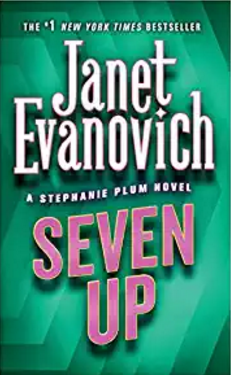 THE #1 NEW YORK TIMES BESTSELLER
Janet
Evanovich
A STEPHANIE PLUM NOVEL
SEVEN
UP